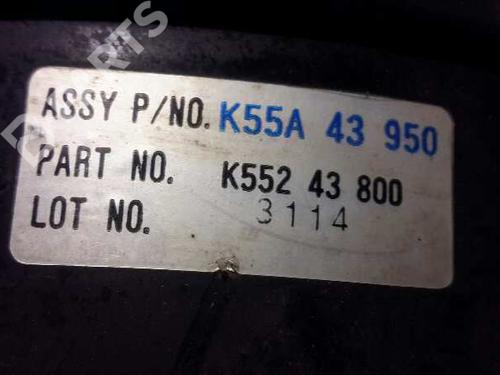 ASSY P/NO. K55A 43 950
PART NO. K552 43 800
LOT NO. 3114